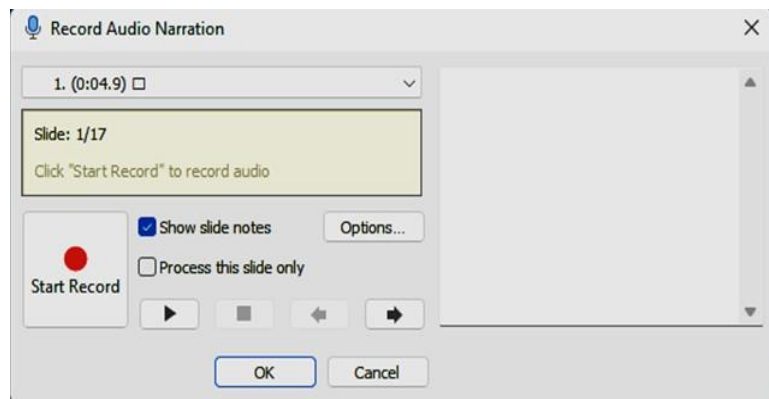 Record Audio Narration
1. (0:04.9) □
Slide: 1/17
Click "Start Record" to record audio
Show slide notes
Options...
Process this slide only
Start Record
OK
Cancel